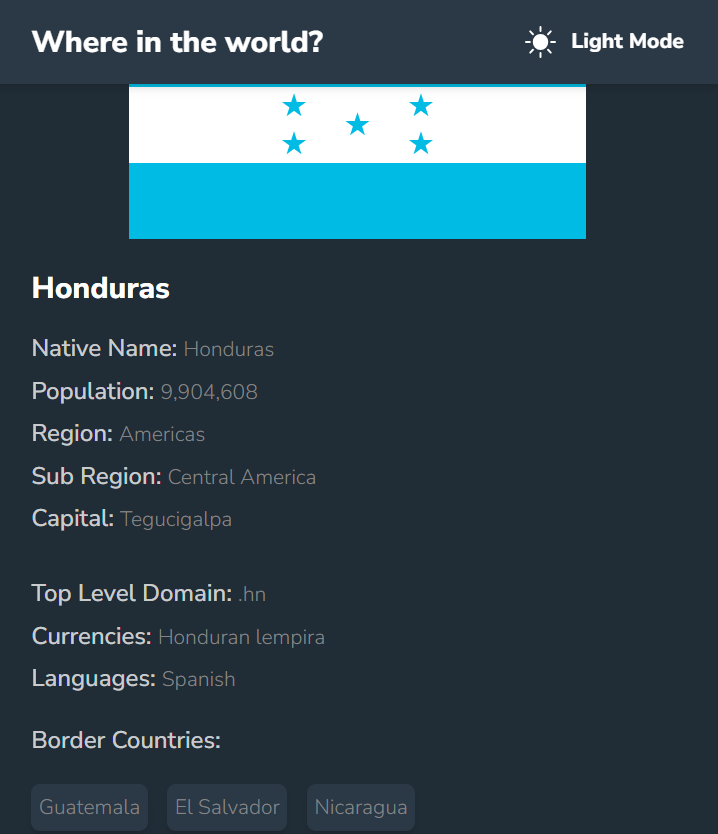 Where in the world?
Light Mode
Honduras
Native Name: Honduras
Population: 9,904,608
Region: Americas
Sub Region: Central America
Capital: Tegucigalpa
Top Level Domain: .hn
Currencies: Honduran lempira
Languages: Spanish
Border Countries:
Guatemala El Salvador Nicaragua